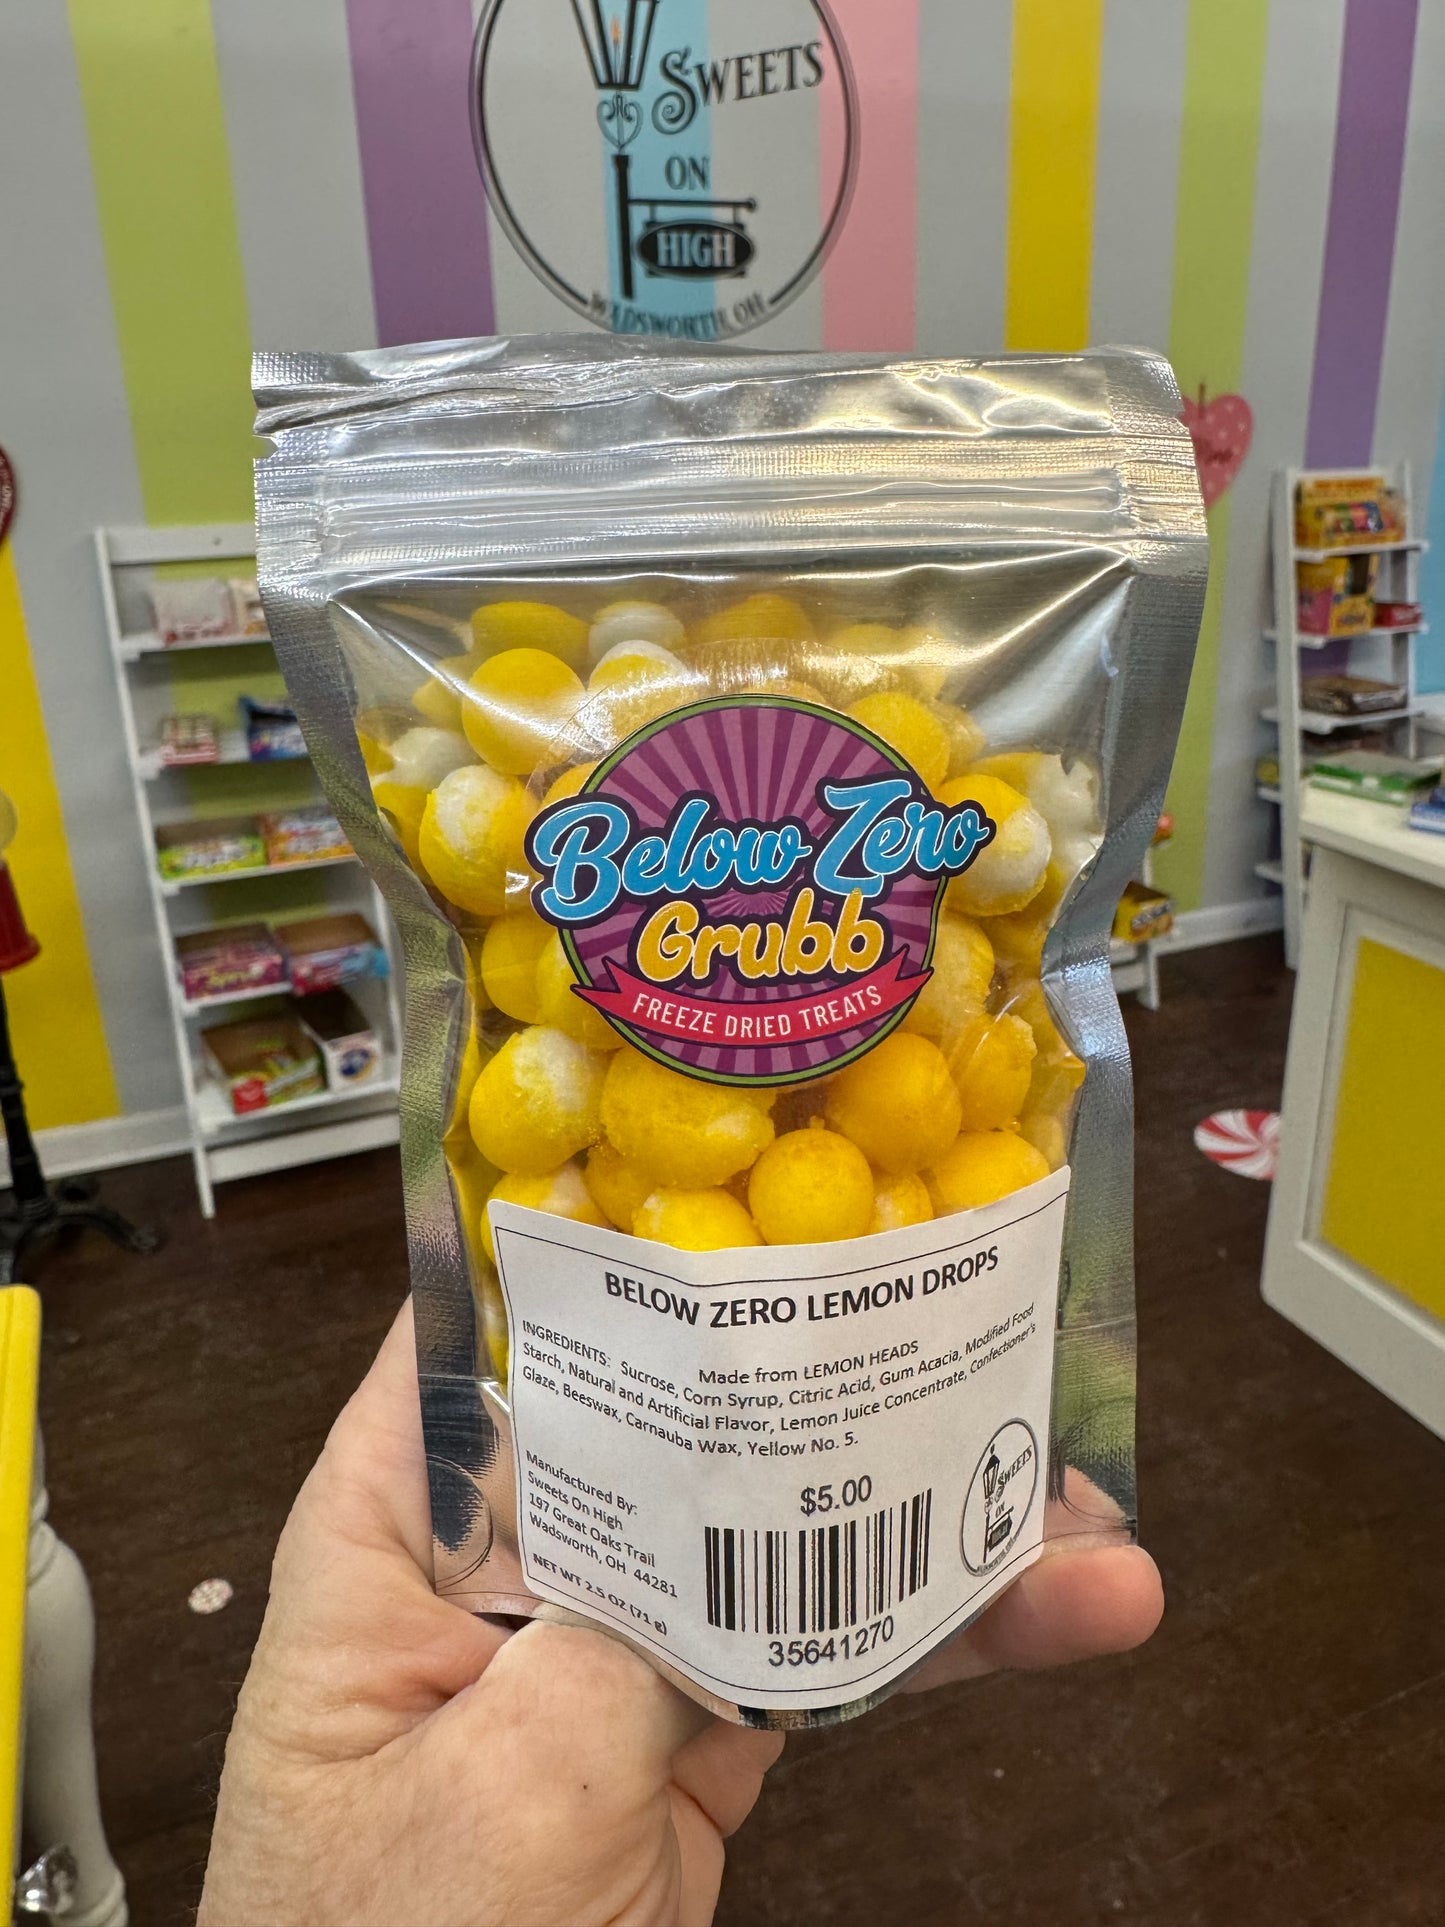 SWEETS
ON
HIGH
WADSWORTH, OH
Below Zero
Grubb
FREEZE DRIED TREATS
BELOW ZERO LEMON DROPS
Made from LEMON HEADS
INGREDIENTS: Sucrose, Corn Syrup, Citric Acid, Gum Acacia, Modified Food
Starch, Natural and Artificial Flavor, Lemon Juice Concentrate, Confectioner's
Glaze, Beeswax, Carnauba Wax, Yellow No. 5.
Manufactured By:
Sweets On High
197 Great Oaks Trail
Wadsworth, OH 44281
NET WT 2.5 OZ (71 g)
$5.00
35641270
SWEETS
ON
HIGH